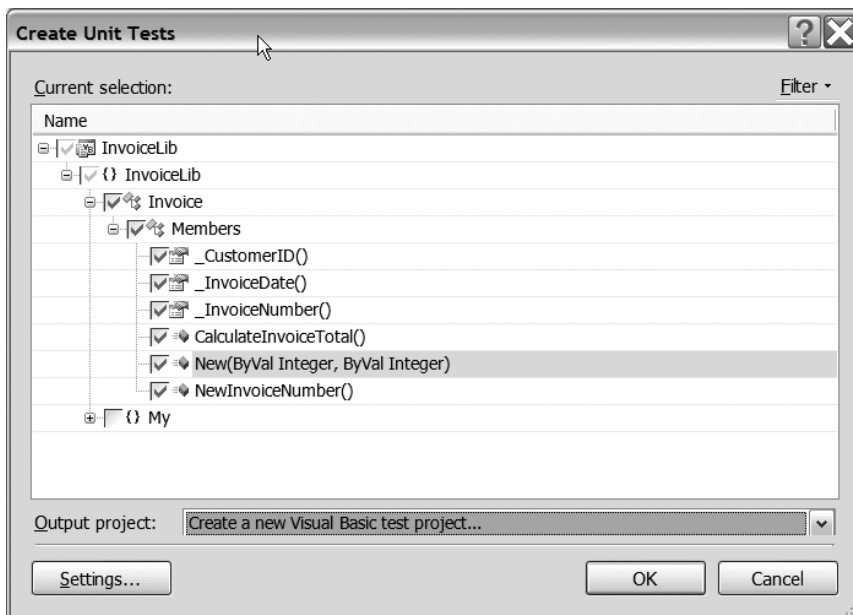 Create Unit Tests
Current selection:
Filter
Name
InvoiceLib
{} InvoiceLib
Invoice
Members
_CustomerID()
_InvoiceDate()
_InvoiceNumber()
CalculateInvoiceTotal()
New(ByVal Integer, ByVal Integer)
NewInvoiceNumber()
{} My
Output project: Create a new Visual Basic test project...
Settings... OK Cancel